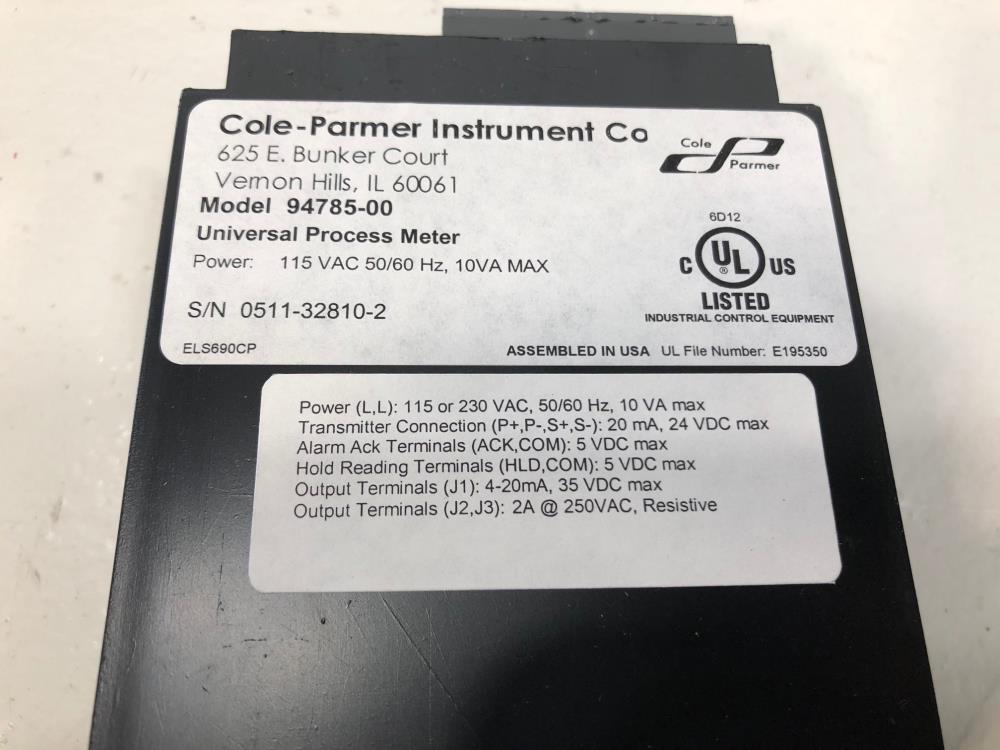 Cole-Parmer Instrument Co
625 E. Bunker Court
Vernon Hills, IL 60061
Cole
Parmer
Model 94785-00
Universal Process Meter
Power: 115 VAC 50/60 Hz, 10VA MAX
S/N 0511-32810-2
6D12
C UL ® US
LISTED
INDUSTRIAL CONTROL EQUIPMENT
ELS690CP
ASSEMBLED IN USA UL File Number: E195350
Power (L,L): 115 or 230 VAC, 50/60 Hz, 10 VA max
Transmitter Connection (P+,P-,S+,S-): 20 mA, 24 VDC max
Alarm Ack Terminals (ACK,COM): 5 VDC max
Hold Reading Terminals (HLD,COM): 5 VDC max
Output Terminals (J1): 4-20mA, 35 VDC max
Output Terminals (J2,J3): 2A @ 250VAC, Resistive